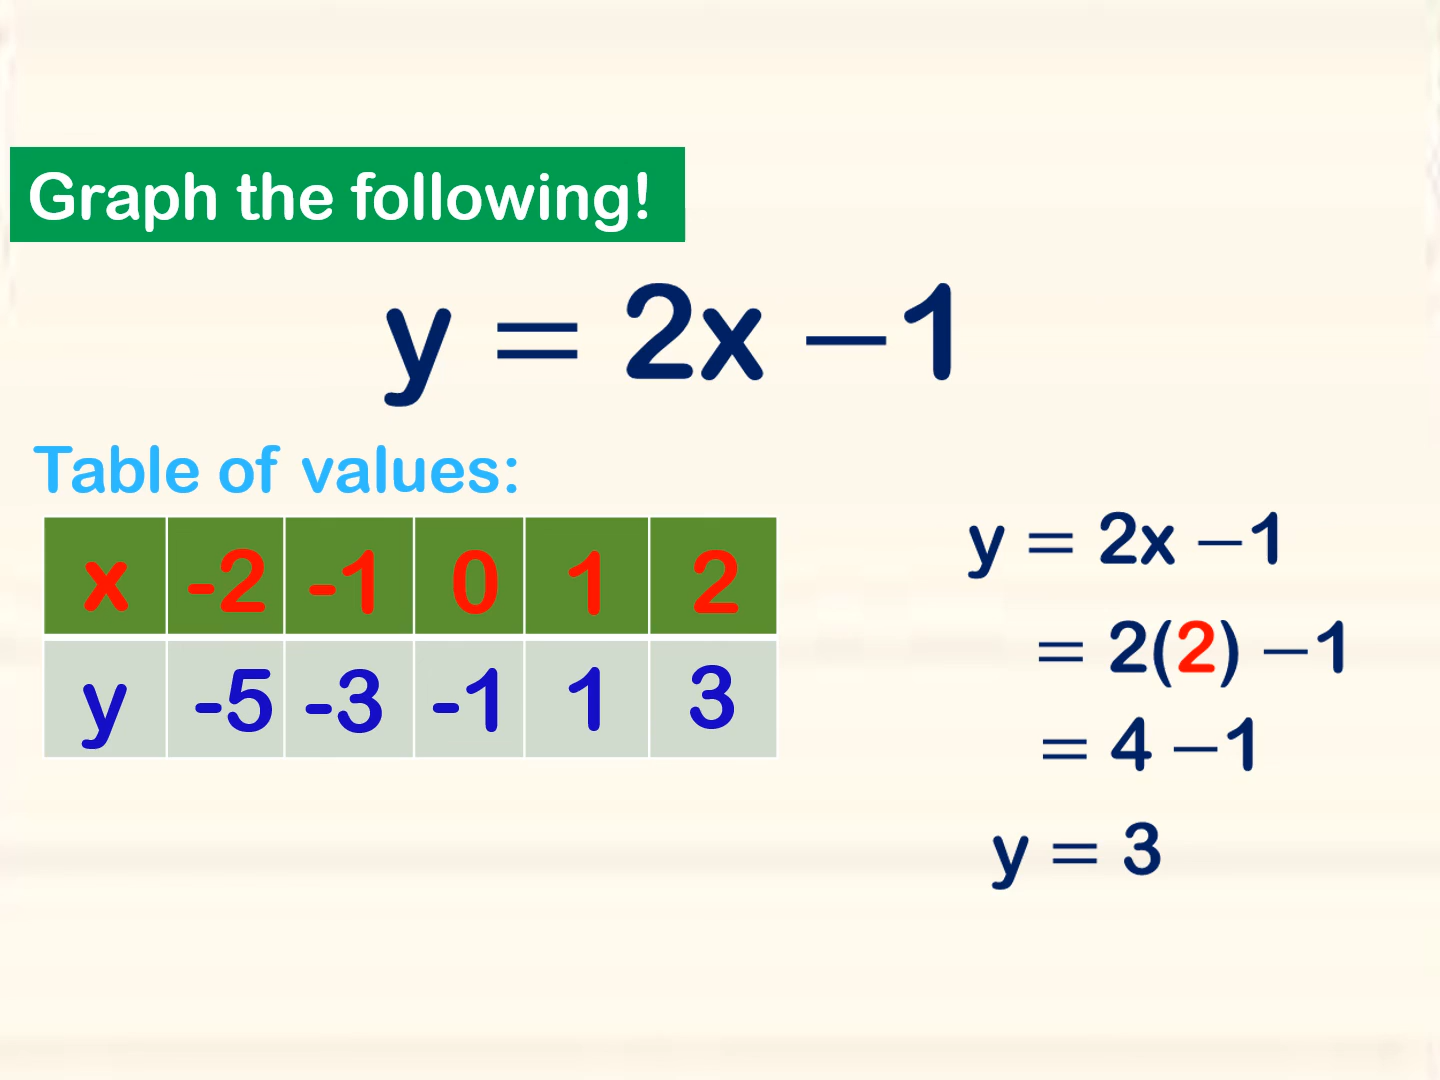 Graph the following!
y = 2x – 1
Table of values:
x -2 -1 0 1 2
y -5 -3 -1 1 3
y = 2x – 1
= 2(2) – 1
= 4 – 1
y = 3